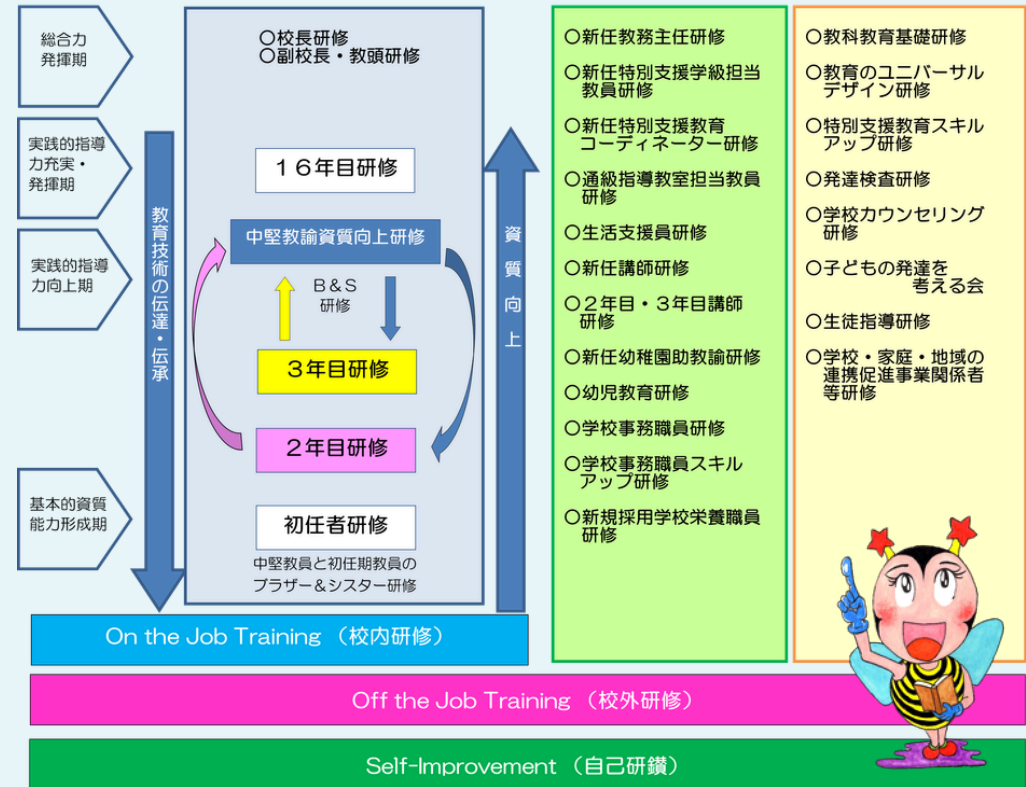 総合力
発揮期
実践的指導
力充実・
発揮期
実践的指導
力向上期
基本的資質
能力形成期
教育技術の伝達・伝承
○校長研修
○副校長・教頭研修
１６年目研修
中堅教諭資質向上研修
Ｂ＆Ｓ
研修
３年目研修
２年目研修
初任者研修
中堅教員と初任期教員の
ブラザー＆シスター研修
資質向上
○新任教務主任研修
○新任特別支援学級担当
教員研修
○新任特別支援教育
コーディネーター研修
○通級指導教室担当教員
研修
○生活支援員研修
○新任講師研修
○２年目・３年目講師
研修
○新任幼稚園助教諭研修
○幼児教育研修
○学校事務職員研修
○学校事務職員スキル
アップ研修
○新規採用学校栄養職員
研修
○教科教育基礎研修
○教育のユニバーサル
デザイン研修
○特別支援教育スキル
アップ研修
○発達検査研修
○学校カウンセリング
研修
○子どもの発達を
考える会
○生徒指導研修
○学校・家庭・地域の
連携促進事業関係者
等研修
On the Job Training （校内研修）
Off the Job Training （校外研修）
Self-Improvement （自己研鑽）